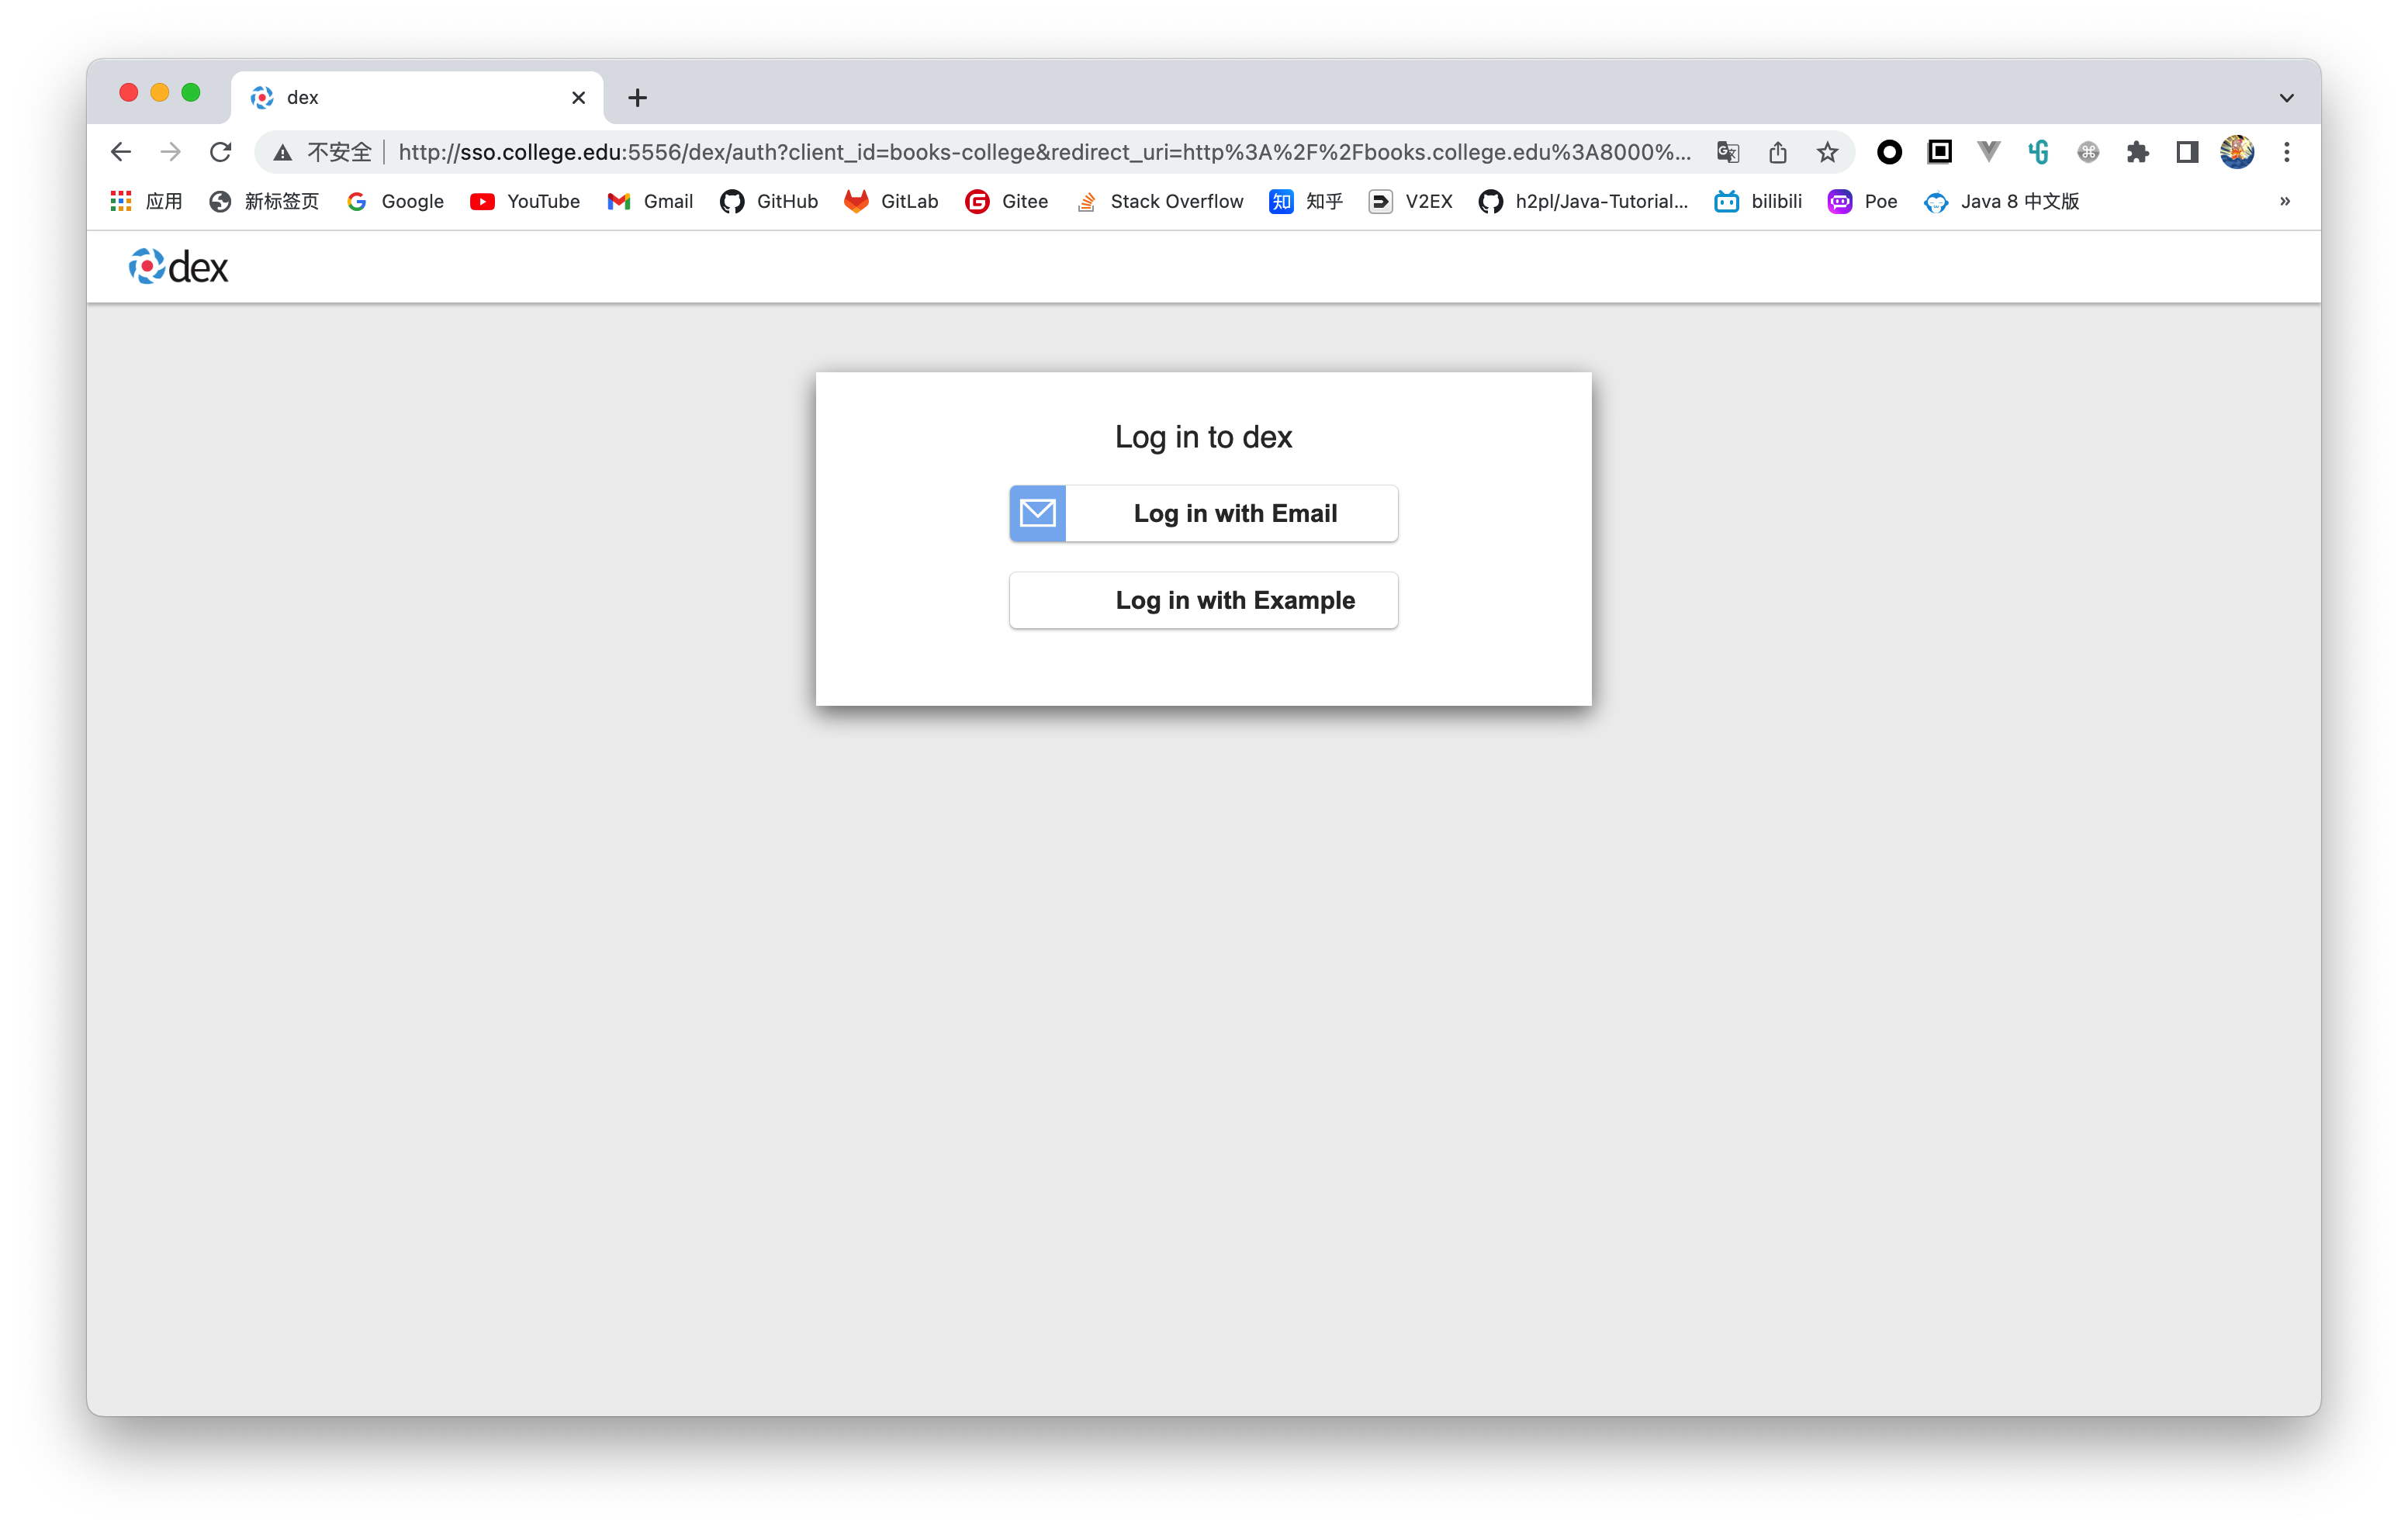 dex
不安全 http://sso.college.edu:5556/dex/auth?client_id=books-college&redirect_uri=http%3A%2F%2Fbooks.college.edu%3A8000%...
应用 新标签页 Google YouTube Gmail GitHub GitLab Gitee Stack Overflow 知乎 V2EX h2pl/Java-Tutorial... bilibili Poe Java 8 中文版 »
dex
Log in to dex
Log in with Email
Log in with Example